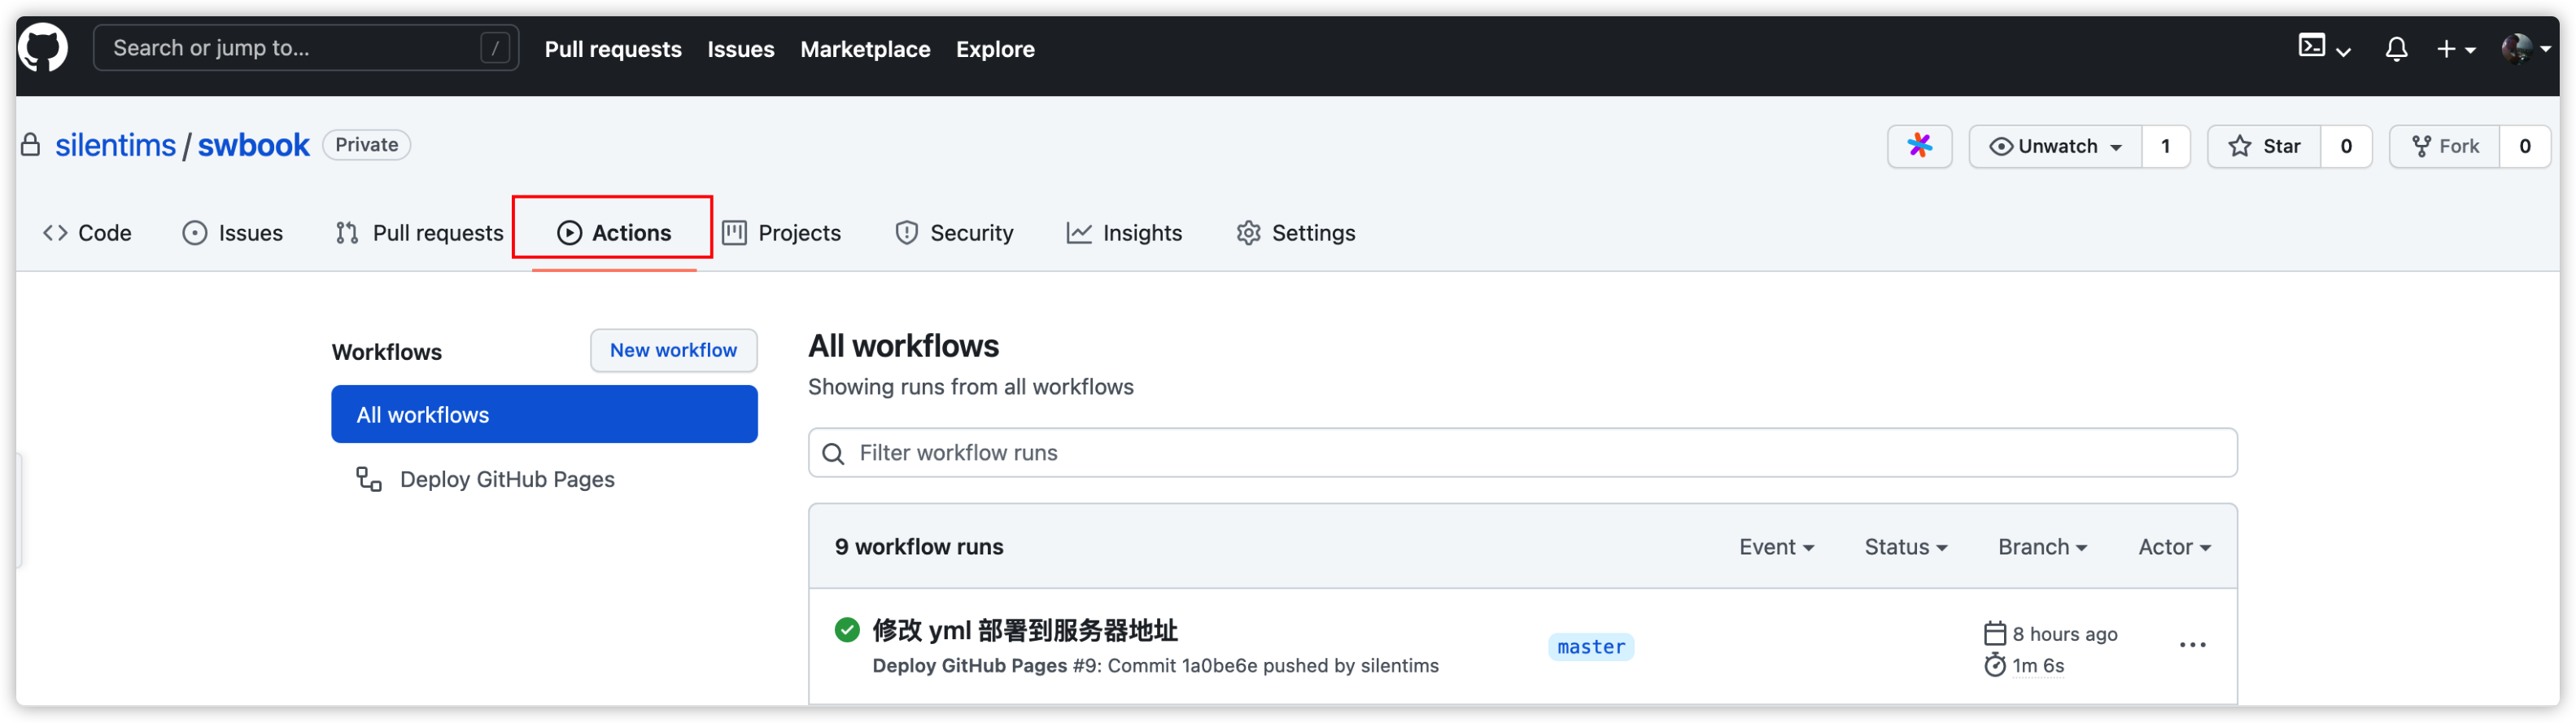 Search or jump to... / Pull requests Issues Marketplace Explore
silentims / swbook Private Unwatch 1 Star 0 Fork 0
Code Issues Pull requests Actions Projects Security Insights Settings
Workflows New workflow
All workflows
Deploy GitHub Pages
All workflows
Showing runs from all workflows
Filter workflow runs
9 workflow runs Event Status Branch Actor
修改 yml 部署到服务器地址
Deploy GitHub Pages #9: Commit 1a0be6e pushed by silentims
master
8 hours ago
1m 6s